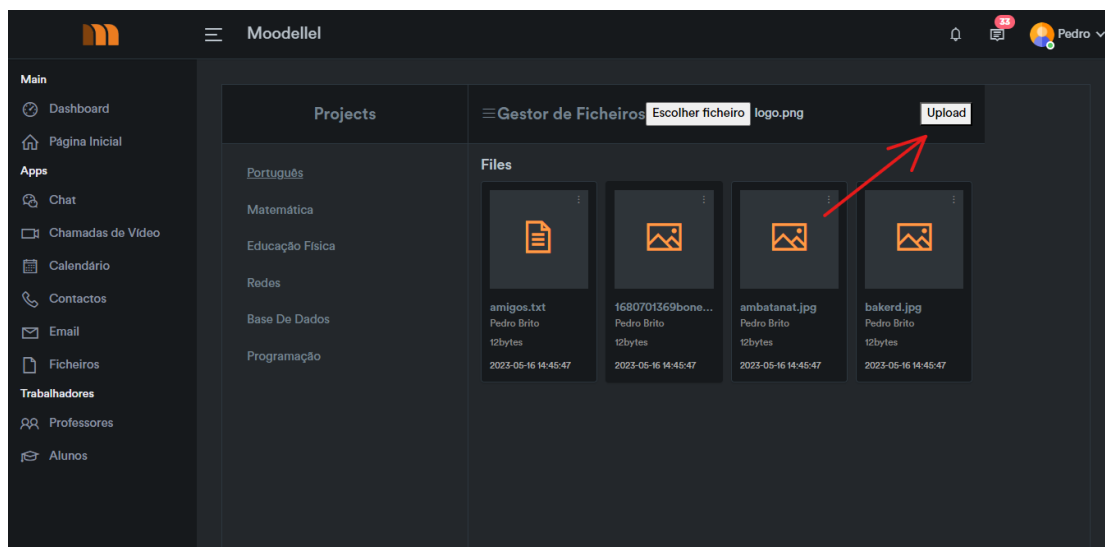 Moodellel
33
Pedro
Main
Dashboard
Página Inicial
Apps
Chat
Chamadas de Vídeo
Calendário
Contactos
Email
Ficheiros
Trabalhadores
Professores
Alunos
Projects
Português
Matemática
Educação Física
Redes
Base De Dados
Programação
Gestor de Ficheiros Escolher ficheiro logo.png Upload
Files
amigos.txt
Pedro Brito
12bytes
2023-05-16 14:45:47
1680701369bone...
Pedro Brito
12bytes
2023-05-16 14:45:47
ambatanat.jpg
Pedro Brito
12bytes
2023-05-16 14:45:47
bakerd.jpg
Pedro Brito
12bytes
2023-05-16 14:45:47